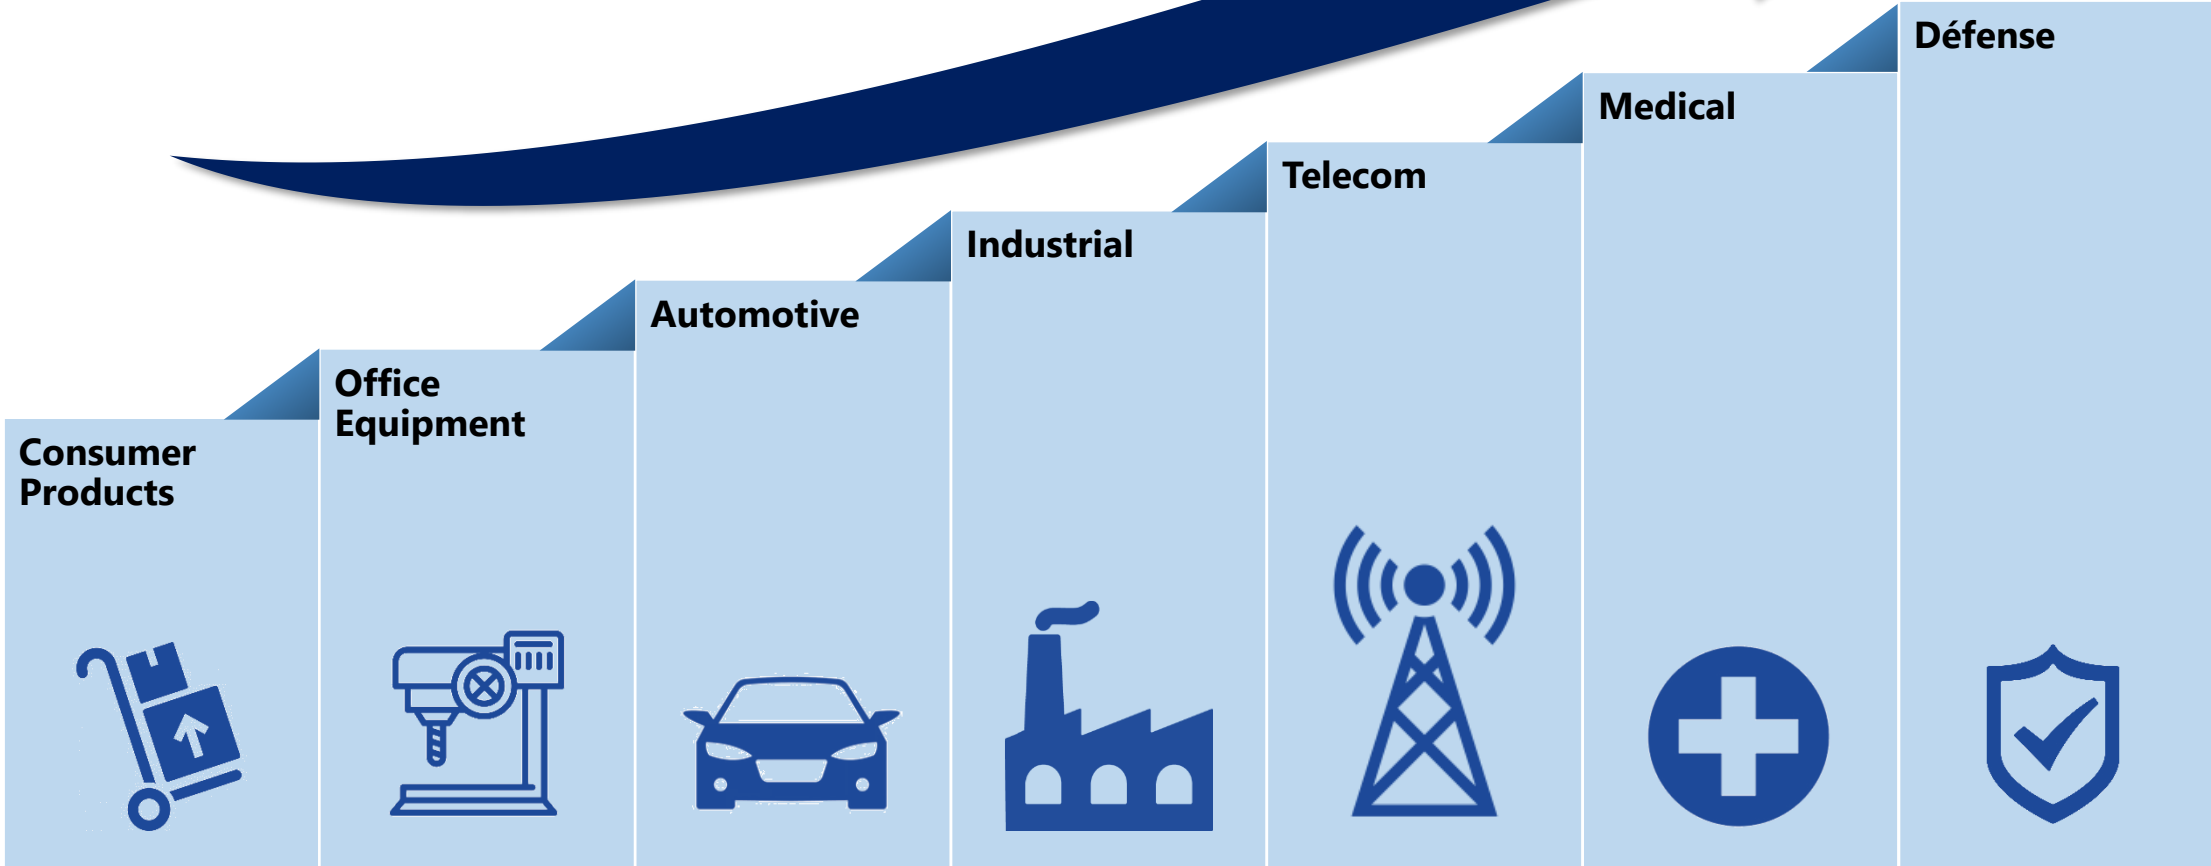 Consumer
Products
Office
Equipment
Automotive
Industrial
Telecom
Medical
Défense